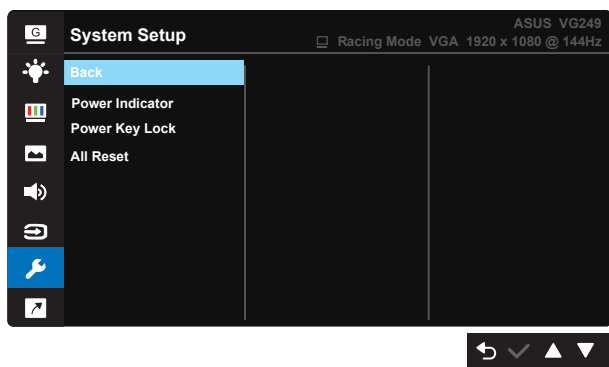 G
System Setup
ASUS VG249
Racing Mode VGA 1920 x 1080 @ 144Hz
Back
Power Indicator
Power Key Lock
All Reset